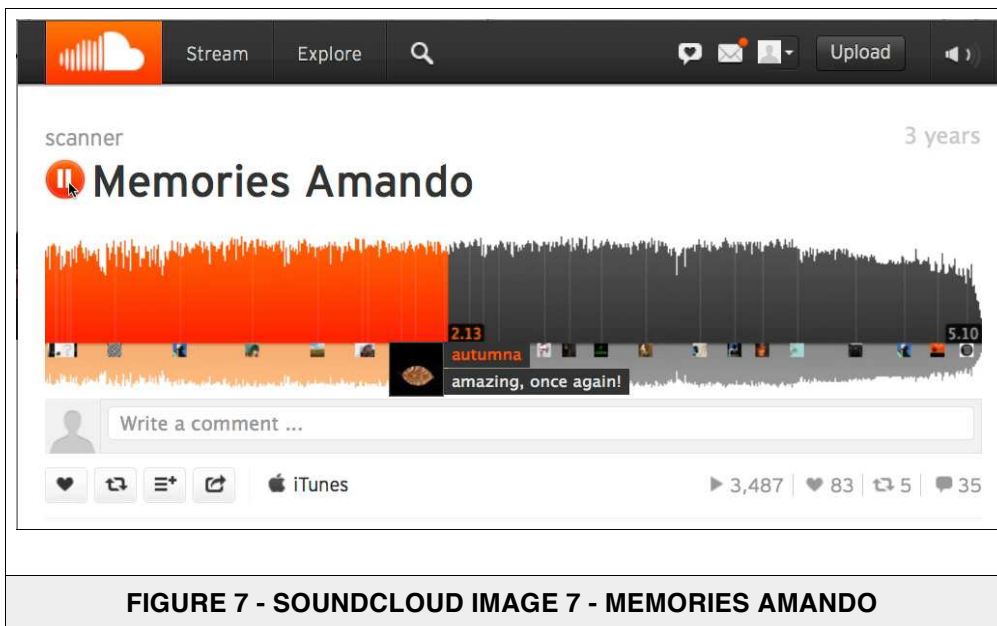 Stream Explore Upload
scanner 3 years
Memories Amando
2.13 5.10
autumna
amazing, once again!
Write a comment ...
iTunes 3,487 83 5 35
FIGURE 7 - SOUNDCLOUD IMAGE 7 - MEMORIES AMANDO